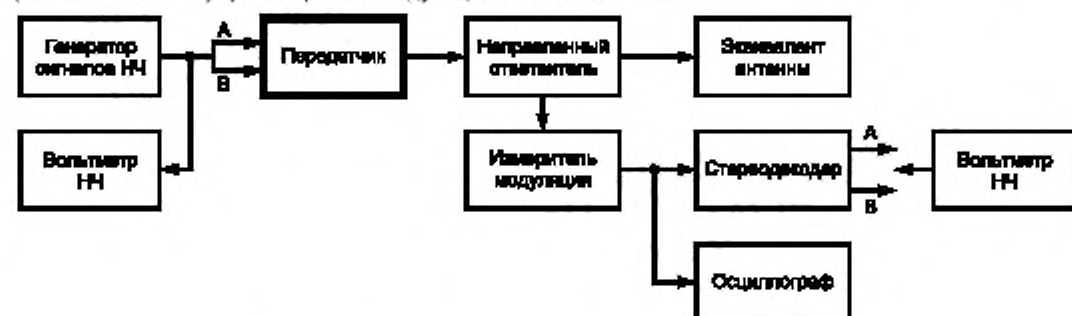 Генератор
сигналов НЧ
А
В
Передатчик
Направленный
ответвитель
Эквивалент
антенны
Вольтметр
НЧ
Измеритель
модуляции
Стереодекодер
А
В
Вольтметр
НЧ
Осциллограф